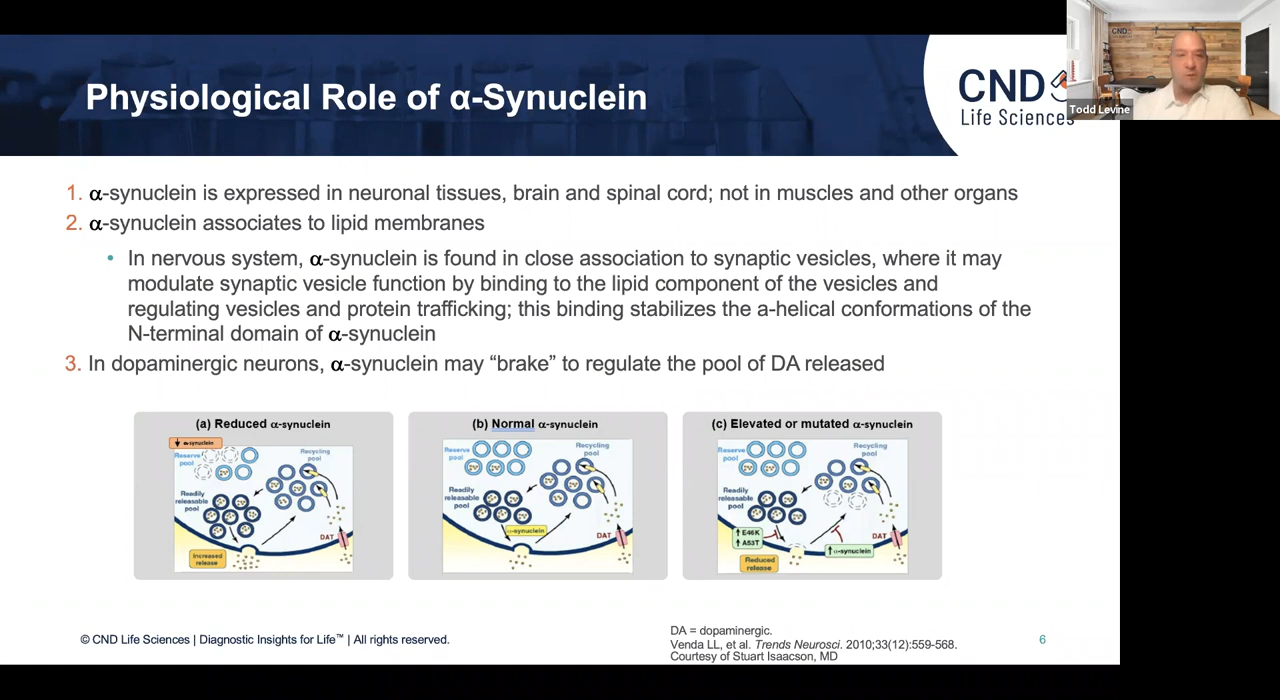 CND
CND
Life Sciences
Todd Levine
Physiological Role of α-Synuclein
1. α-synuclein is expressed in neuronal tissues, brain and spinal cord; not in muscles and other organs
2. α-synuclein associates to lipid membranes
• In nervous system, α-synuclein is found in close association to synaptic vesicles, where it may
modulate synaptic vesicle function by binding to the lipid component of the vesicles and
regulating vesicles and protein trafficking; this binding stabilizes the a-helical conformations of the
N-terminal domain of α-synuclein
3. In dopaminergic neurons, α-synuclein may “brake” to regulate the pool of DA released
(a) Reduced α-synuclein
↓ α-synuclein
Reserve
pool
Recycling
pool
Readily
releasable
pool
DAT
Increased
release
(b) Normal α-synuclein
Reserve
pool
Recycling
pool
Readily
releasable
pool
α-synuclein
DAT
(c) Elevated or mutated α-synuclein
Reserve
pool
Recycling
pool
Readily
releasable
pool
↑ E46K
↑ A53T
DAT
↑ α-synuclein
Reduced
release
© CND Life Sciences | Diagnostic Insights for Life™ | All rights reserved.
DA = dopaminergic.
Venda LL, et al. Trends Neurosci. 2010;33(12):559-568.
Courtesy of Stuart Isaacson, MD
6